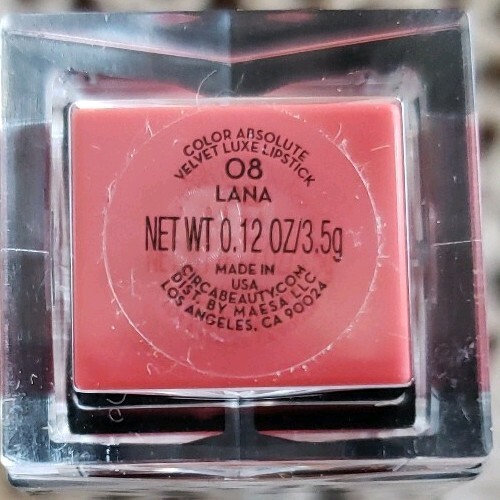 COLOR ABSOLUTE
VELVET LUXE LIPSTICK
08
LANA
NET WT 0.12 OZ/3.5g
MADE IN
USA
CIRCABEAUTY.COM
DIST. BY MAESA LLC
LOS ANGELES, CA 90024